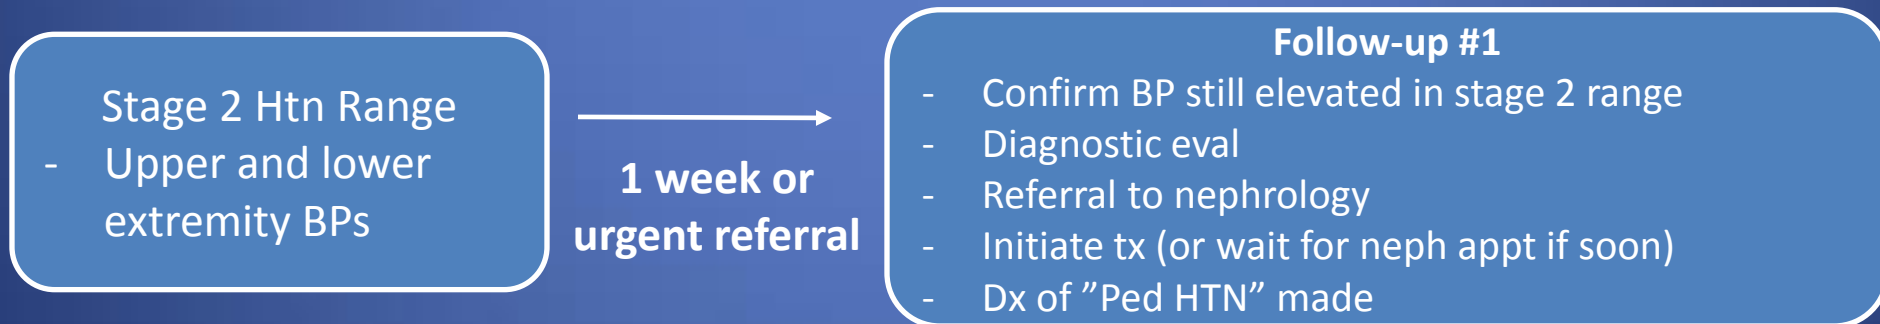 Stage 2 Htn Range
- Upper and lower
extremity BPs
1 week or
urgent referral
Follow-up #1
- Confirm BP still elevated in stage 2 range
- Diagnostic eval
- Referral to nephrology
- Initiate tx (or wait for neph appt if soon)
- Dx of ”Ped HTN” made